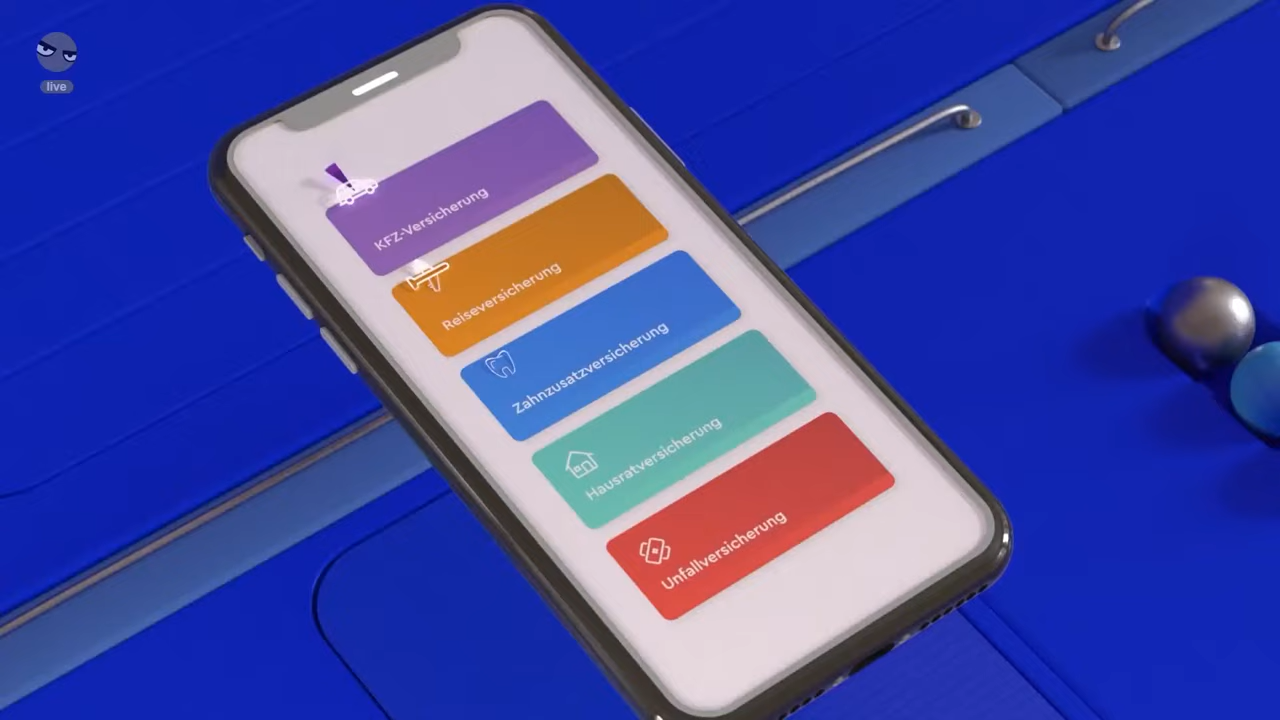 live
KFZ-Versicherung
Reiseversicherung
Zahnzusatzversicherung
Hausratversicherung
Unfallversicherung